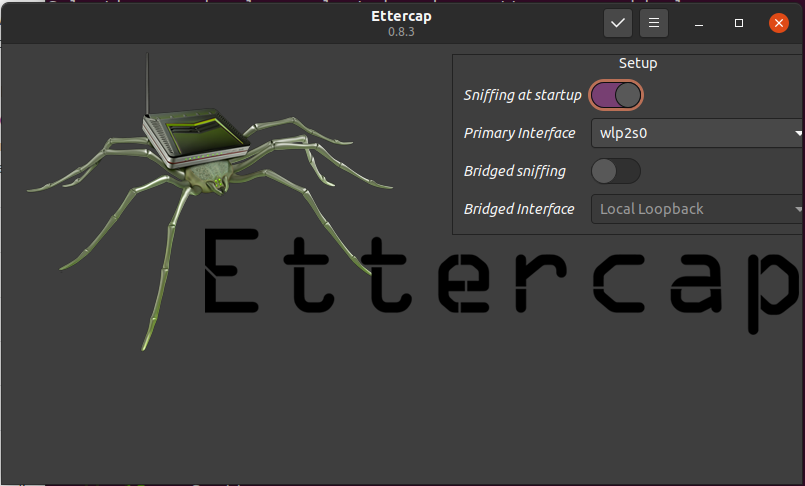 Ettercap
0.8.3
Setup
Sniffing at startup
Primary Interface wlp2s0
Bridged sniffing
Bridged Interface Local Loopback
Ettercap